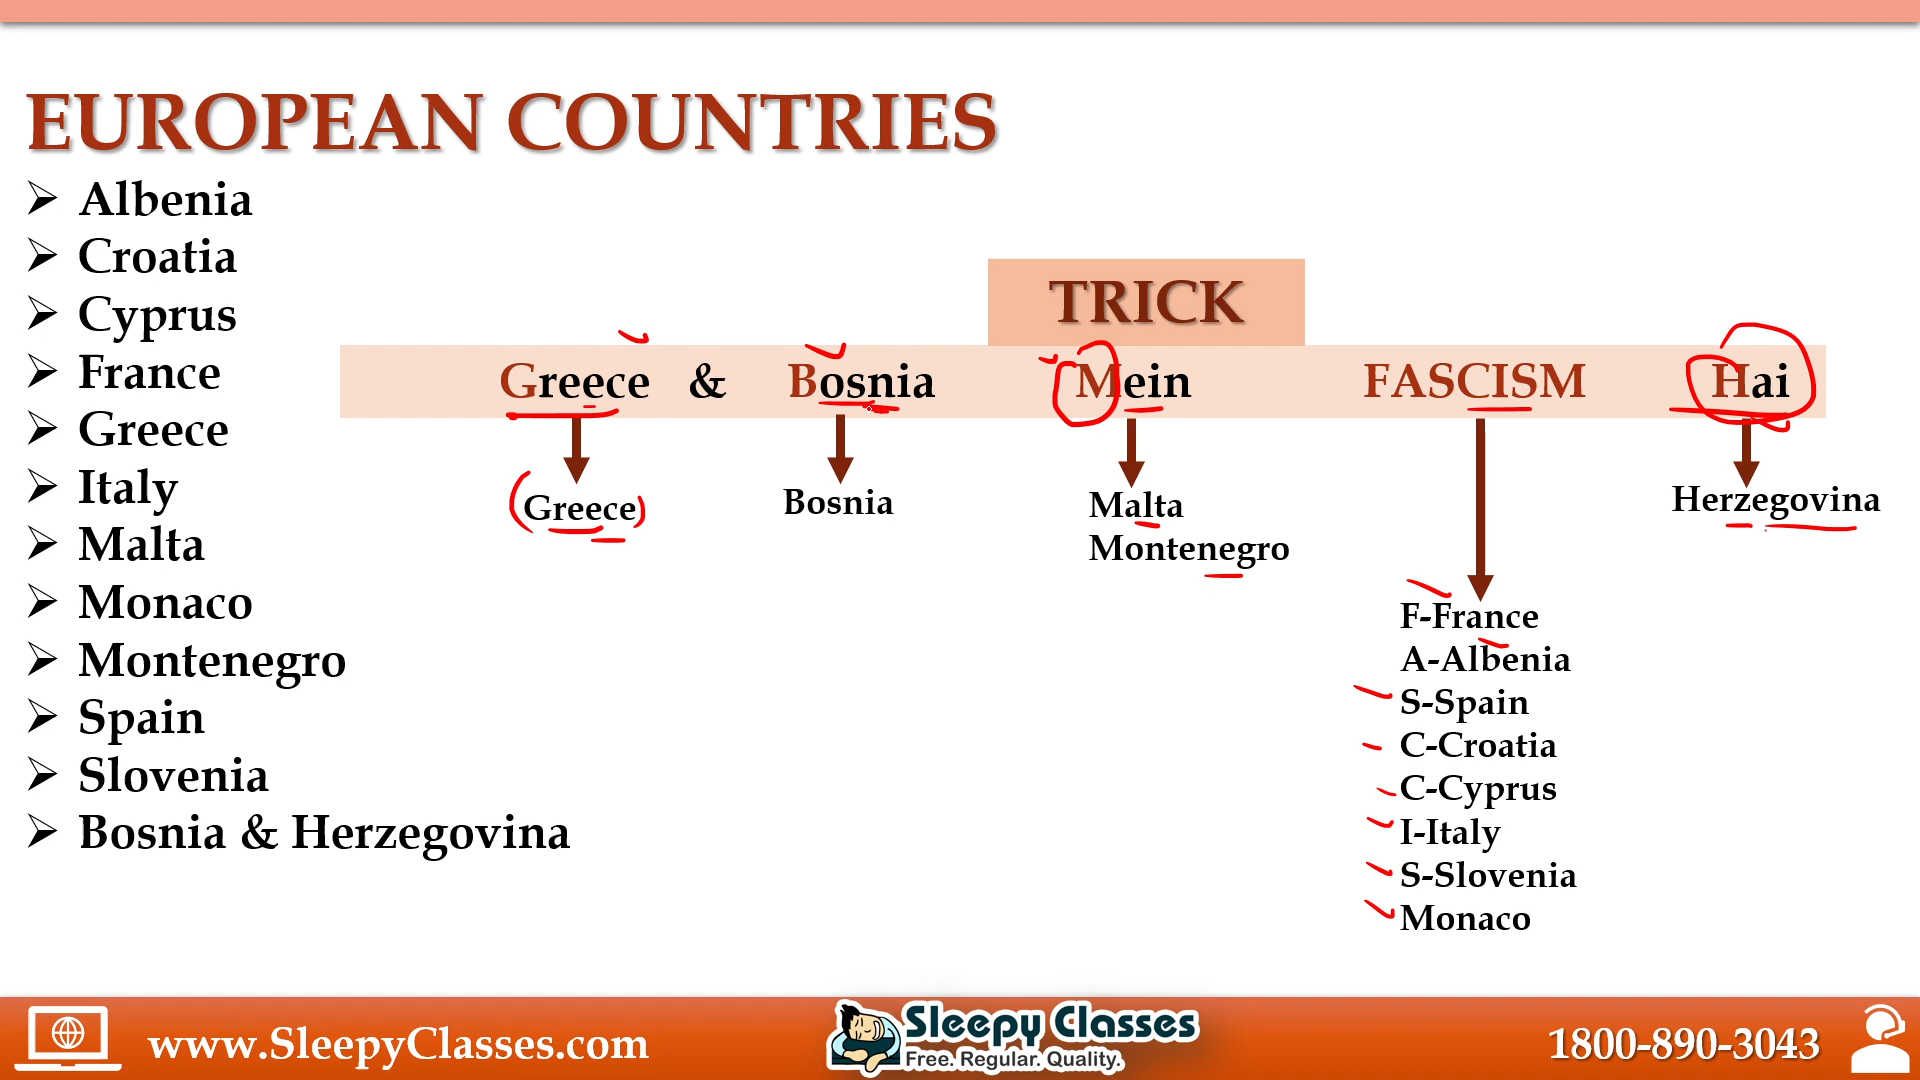 EUROPEAN COUNTRIES
Albenia
Croatia
Cyprus
France
Greece
Italy
Malta
Monaco
Montenegro
Spain
Slovenia
Bosnia & Herzegovina
TRICK
Greece & Bosnia Mein FASCISM Hai
Greece
Bosnia
Malta
Montenegro
F-France
A-Albenia
S-Spain
C-Croatia
C-Cyprus
I-Italy
S-Slovenia
Monaco
Herzegovina
www.SleepyClasses.com
Sleepy Classes
Free. Regular. Quality.
1800-890-3043